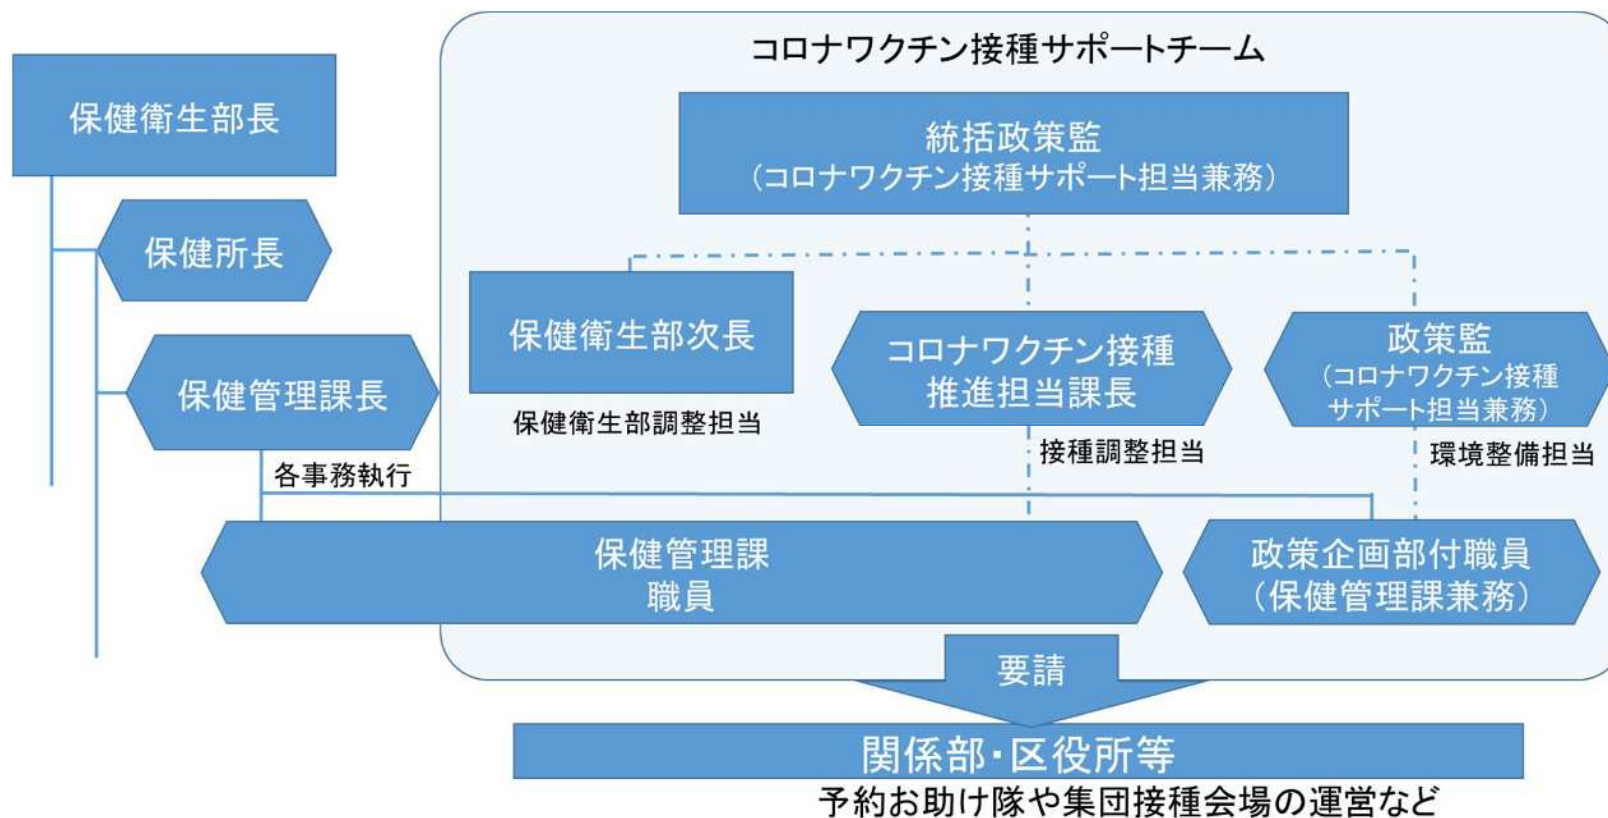 コロナワクチン接種サポートチーム
保健衛生部長
統括政策監
（コロナワクチン接種サポート担当兼務）
保健所長
保健衛生部次長
保健衛生部調整担当
コロナワクチン接種
推進担当課長
接種調整担当
政策監
（コロナワクチン接種
サポート担当兼務）
環境整備担当
保健管理課長
各事務執行
保健管理課
職員
政策企画部付職員
（保健管理課兼務）
要請
関係部・区役所等
予約お助け隊や集団接種会場の運営など